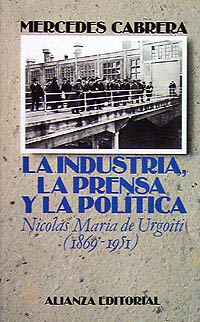 MERCEDES CABRERA
LA INDUSTRIA,
LA PRENSA
Y LA POLÍTICA
Nicolás María de Urgoiti
(1869-1951)
ALIANZA EDITORIAL